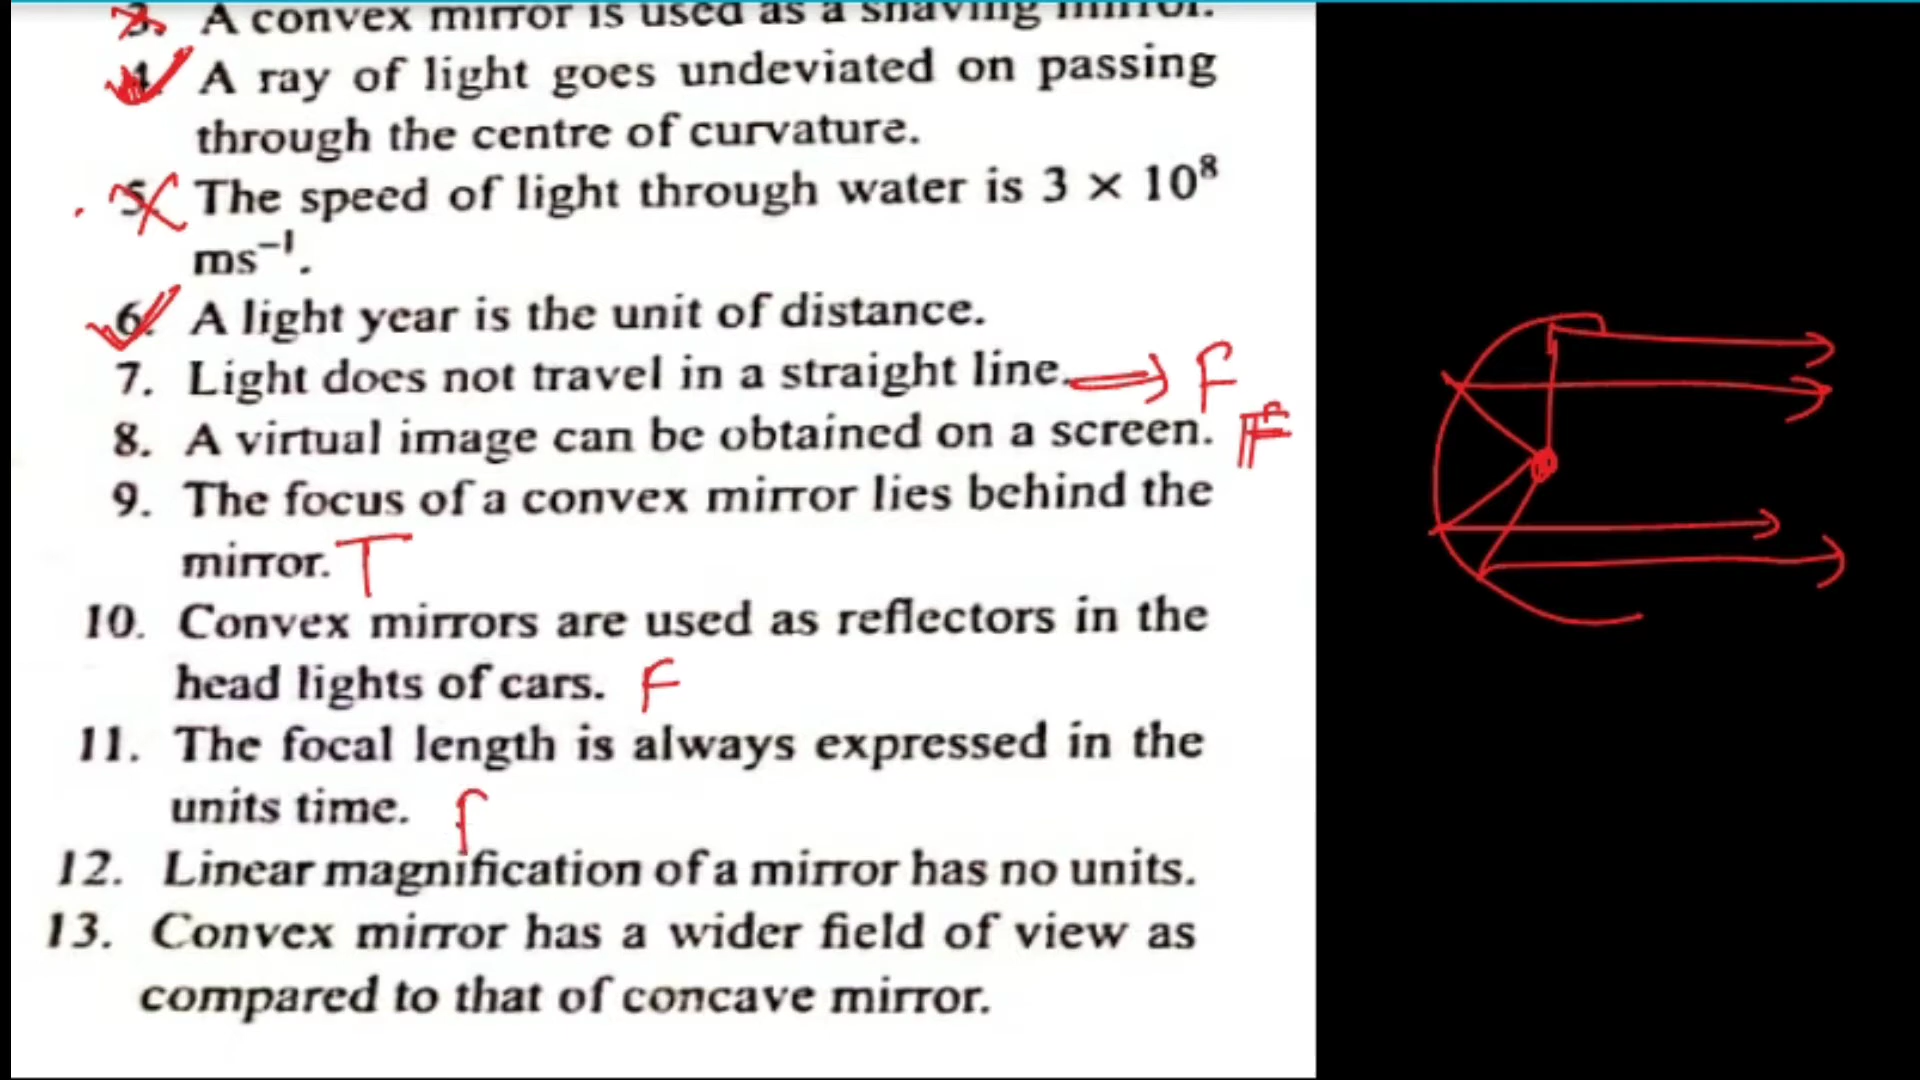 3. A convex mirror is used as a shaving mirror.
4. A ray of light goes undeviated on passing
through the centre of curvature.
5. The speed of light through water is 3 × 10⁸
ms⁻¹.
6. A light year is the unit of distance.
7. Light does not travel in a straight line. → F
8. A virtual image can be obtained on a screen. F
9. The focus of a convex mirror lies behind the
mirror. T
10. Convex mirrors are used as reflectors in the
head lights of cars. F
11. The focal length is always expressed in the
units time. f
12. Linear magnification of a mirror has no units.
13. Convex mirror has a wider field of view as
compared to that of concave mirror.